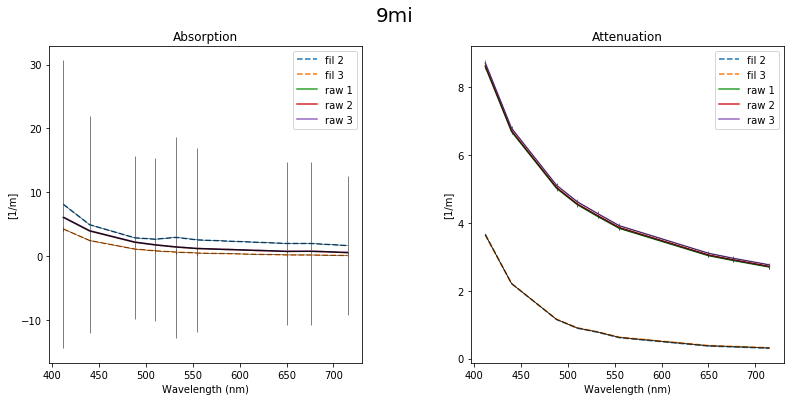 9mi
Absorption
[1/m]
30
20
10
0
−10
400 450 500 550 600 650 700
Wavelength (nm)
fil 2
fil 3
raw 1
raw 2
raw 3
Attenuation
[1/m]
8
6
4
2
0
400 450 500 550 600 650 700
Wavelength (nm)
fil 2
fil 3
raw 1
raw 2
raw 3